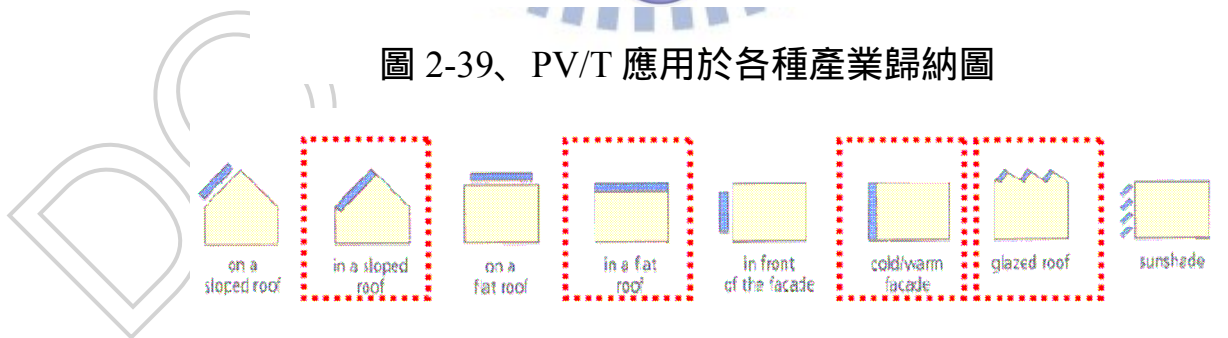 圖 2-39、PV/T 應用於各種產業歸納圖
on a
sloped roof
in a sloped
roof
on a
flat roof
in a flat
roof
in front
of the facade
cold/warm
facade
glazed roof
sunshade